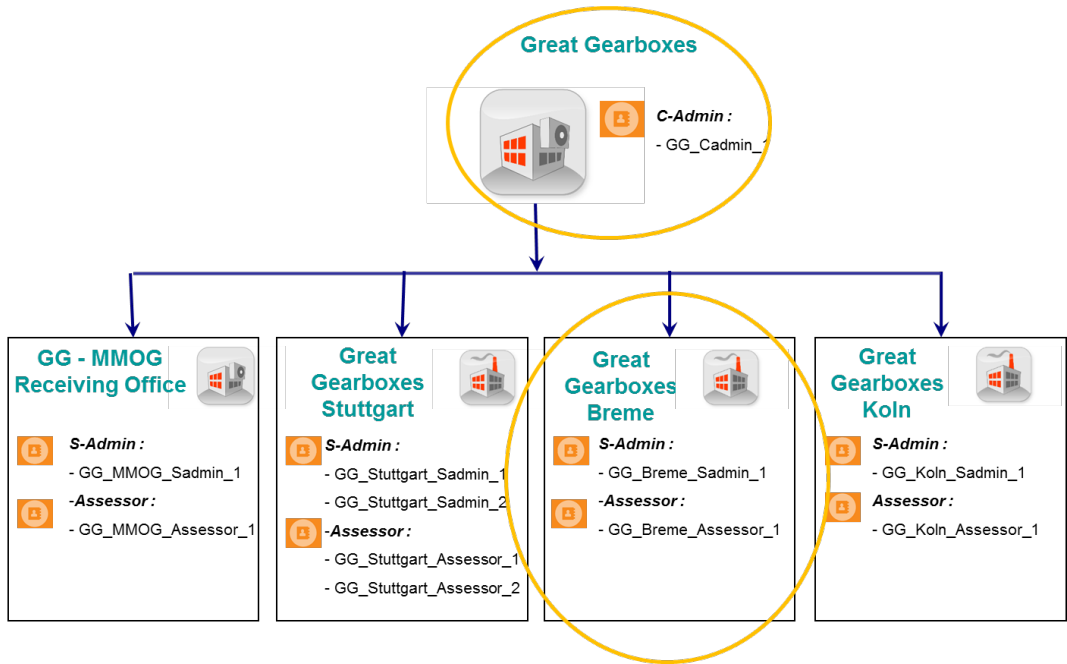 Great Gearboxes
C-Admin :
- GG_Cadmin_1
GG - MMOG
Receiving Office
S-Admin :
- GG_MMOG_Sadmin_1
-Assessor :
- GG_MMOG_Assessor_1
Great
Gearboxes
Stuttgart
S-Admin :
- GG_Stuttgart_Sadmin_1
- GG_Stuttgart_Sadmin_2
-Assessor :
- GG_Stuttgart_Assessor_1
- GG_Stuttgart_Assessor_2
Great
Gearboxes
Breme
S-Admin :
- GG_Breme_Sadmin_1
-Assessor :
- GG_Breme_Assessor_1
Great
Gearboxes
Koln
S-Admin :
- GG_Koln_Sadmin_1
Assessor :
- GG_Koln_Assessor_1